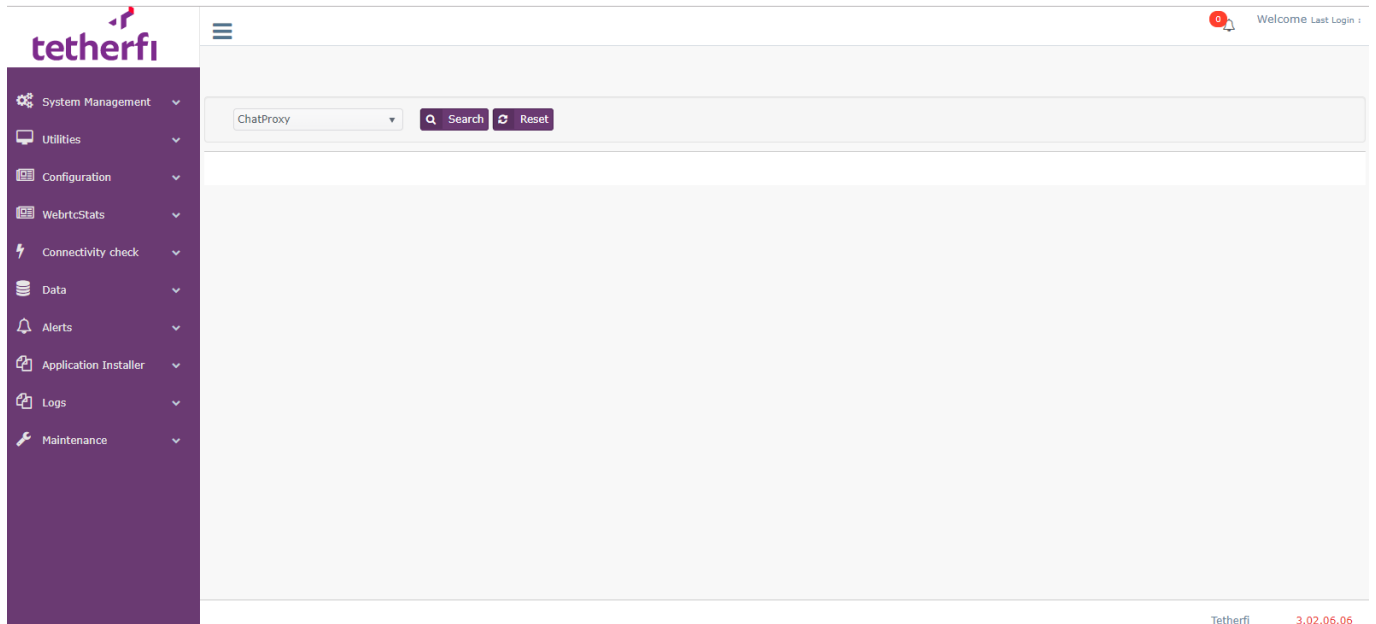 tetherfi
0
Welcome Last Login :
System Management
Utilities
Configuration
WebrtcStats
Connectivity check
Data
Alerts
Application Installer
Logs
Maintenance
ChatProxy
Search
Reset
Tetherfi 3.02.06.06